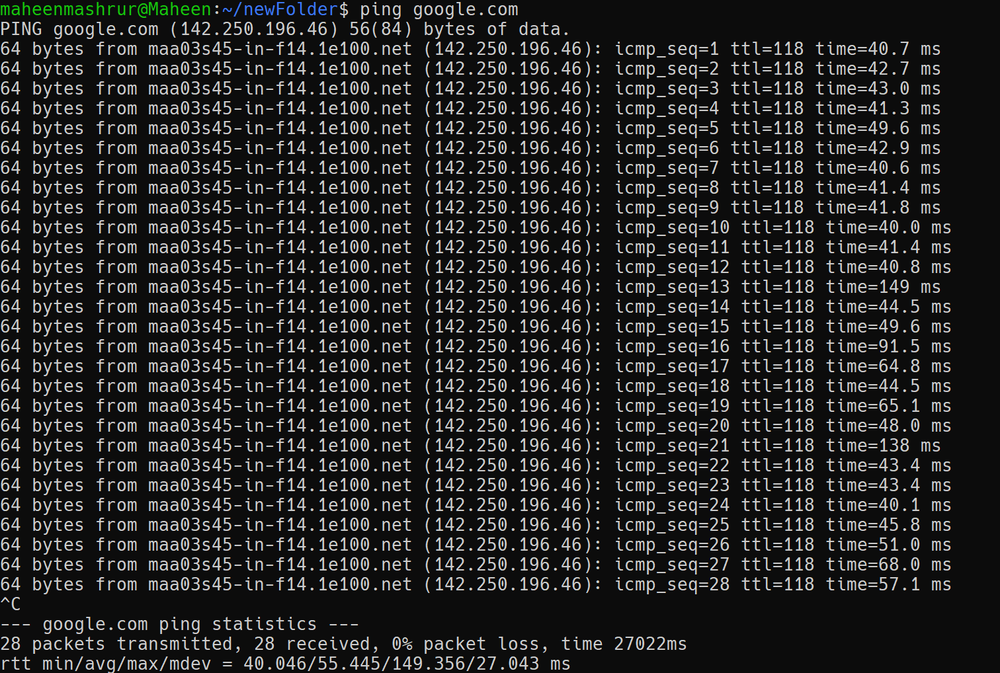 maheenmashrur@Maheen:~/newFolder$ ping google.com
PING google.com (142.250.196.46) 56(84) bytes of data.
64 bytes from maa03s45-in-f14.1e100.net (142.250.196.46): icmp_seq=1 ttl=118 time=40.7 ms
64 bytes from maa03s45-in-f14.1e100.net (142.250.196.46): icmp_seq=2 ttl=118 time=42.7 ms
64 bytes from maa03s45-in-f14.1e100.net (142.250.196.46): icmp_seq=3 ttl=118 time=43.0 ms
64 bytes from maa03s45-in-f14.1e100.net (142.250.196.46): icmp_seq=4 ttl=118 time=41.3 ms
64 bytes from maa03s45-in-f14.1e100.net (142.250.196.46): icmp_seq=5 ttl=118 time=49.6 ms
64 bytes from maa03s45-in-f14.1e100.net (142.250.196.46): icmp_seq=6 ttl=118 time=42.9 ms
64 bytes from maa03s45-in-f14.1e100.net (142.250.196.46): icmp_seq=7 ttl=118 time=40.6 ms
64 bytes from maa03s45-in-f14.1e100.net (142.250.196.46): icmp_seq=8 ttl=118 time=41.4 ms
64 bytes from maa03s45-in-f14.1e100.net (142.250.196.46): icmp_seq=9 ttl=118 time=41.8 ms
64 bytes from maa03s45-in-f14.1e100.net (142.250.196.46): icmp_seq=10 ttl=118 time=40.0 ms
64 bytes from maa03s45-in-f14.1e100.net (142.250.196.46): icmp_seq=11 ttl=118 time=41.4 ms
64 bytes from maa03s45-in-f14.1e100.net (142.250.196.46): icmp_seq=12 ttl=118 time=40.8 ms
64 bytes from maa03s45-in-f14.1e100.net (142.250.196.46): icmp_seq=13 ttl=118 time=149 ms
64 bytes from maa03s45-in-f14.1e100.net (142.250.196.46): icmp_seq=14 ttl=118 time=44.5 ms
64 bytes from maa03s45-in-f14.1e100.net (142.250.196.46): icmp_seq=15 ttl=118 time=49.6 ms
64 bytes from maa03s45-in-f14.1e100.net (142.250.196.46): icmp_seq=16 ttl=118 time=91.5 ms
64 bytes from maa03s45-in-f14.1e100.net (142.250.196.46): icmp_seq=17 ttl=118 time=64.8 ms
64 bytes from maa03s45-in-f14.1e100.net (142.250.196.46): icmp_seq=18 ttl=118 time=44.5 ms
64 bytes from maa03s45-in-f14.1e100.net (142.250.196.46): icmp_seq=19 ttl=118 time=65.1 ms
64 bytes from maa03s45-in-f14.1e100.net (142.250.196.46): icmp_seq=20 ttl=118 time=48.0 ms
64 bytes from maa03s45-in-f14.1e100.net (142.250.196.46): icmp_seq=21 ttl=118 time=138 ms
64 bytes from maa03s45-in-f14.1e100.net (142.250.196.46): icmp_seq=22 ttl=118 time=43.4 ms
64 bytes from maa03s45-in-f14.1e100.net (142.250.196.46): icmp_seq=23 ttl=118 time=43.4 ms
64 bytes from maa03s45-in-f14.1e100.net (142.250.196.46): icmp_seq=24 ttl=118 time=40.1 ms
64 bytes from maa03s45-in-f14.1e100.net (142.250.196.46): icmp_seq=25 ttl=118 time=45.8 ms
64 bytes from maa03s45-in-f14.1e100.net (142.250.196.46): icmp_seq=26 ttl=118 time=51.0 ms
64 bytes from maa03s45-in-f14.1e100.net (142.250.196.46): icmp_seq=27 ttl=118 time=68.0 ms
64 bytes from maa03s45-in-f14.1e100.net (142.250.196.46): icmp_seq=28 ttl=118 time=57.1 ms
^C
--- google.com ping statistics ---
28 packets transmitted, 28 received, 0% packet loss, time 27022ms
rtt min/avg/max/mdev = 40.046/55.445/149.356/27.043 ms